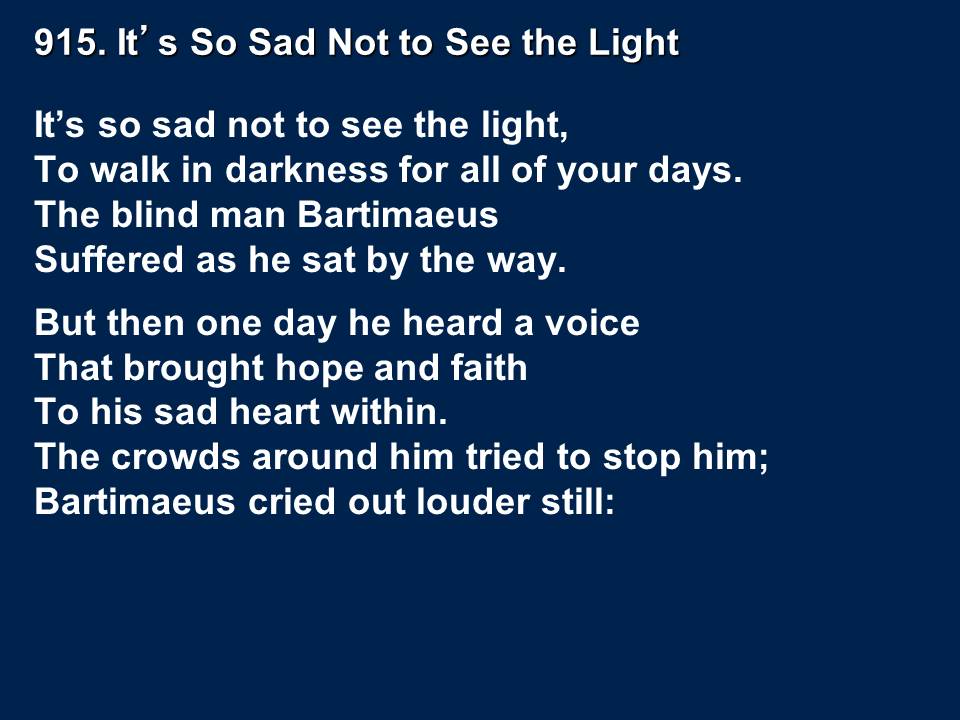 915. It’s So Sad Not to See the Light
It’s so sad not to see the light,
To walk in darkness for all of your days.
The blind man Bartimaeus
Suffered as he sat by the way.
But then one day he heard a voice
That brought hope and faith
To his sad heart within.
The crowds around him tried to stop him;
Bartimaeus cried out louder still: